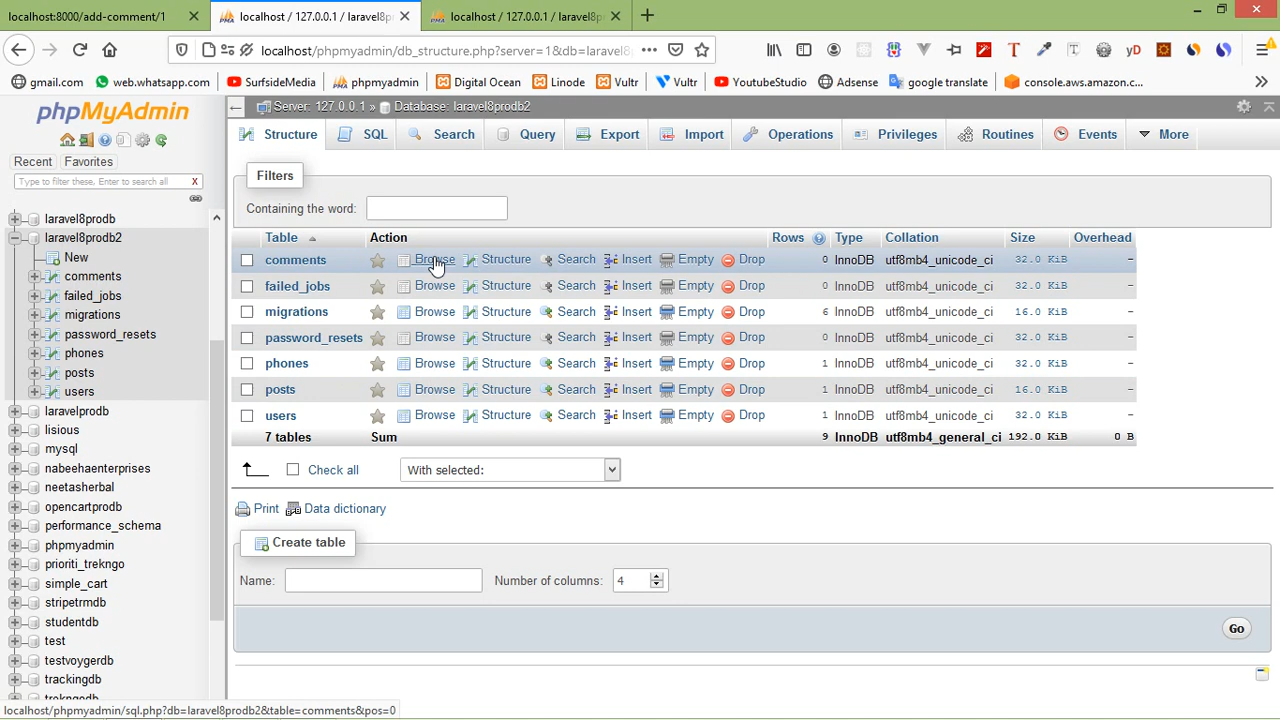 localhost:8000/add-comment/1
localhost / 127.0.0.1 / laravel8pr
localhost / 127.0.0.1 / laravel8pr
localhost/phpmyadmin/db_structure.php?server=1&db=laravel8
gmail.com
web.whatsapp.com
SurfsideMedia
phpmyadmin
Digital Ocean
Linode
Vultr
Vultr
YoutubeStudio
Adsense
google translate
console.aws.amazon.c...
phpMyAdmin
Server: 127.0.0.1 » Database: laravel8prodb2
Structure
SQL
Search
Query
Export
Import
Operations
Privileges
Routines
Events
More
Recent
Favorites
Type to filter these, Enter to search all
X
laravel8prodb
laravel8prodb2
New
comments
failed_jobs
migrations
password_resets
phones
posts
users
laravelprodb
lisious
mysql
nabeehaenterprises
neetasherbal
opencartprodb
performance_schema
phpmyadmin
prioriti_trekngo
simple_cart
stripetrmdb
studentdb
test
testvoygerdb
trackingdb
Filters
Containing the word:
Table Action Rows Type Collation Size Overhead
comments Browse Structure Search Insert Empty Drop 0 InnoDB utf8mb4_unicode_ci 32.0 KiB -
failed_jobs Browse Structure Search Insert Empty Drop 0 InnoDB utf8mb4_unicode_ci 32.0 KiB -
migrations Browse Structure Search Insert Empty Drop 6 InnoDB utf8mb4_unicode_ci 16.0 KiB -
password_resets Browse Structure Search Insert Empty Drop 0 InnoDB utf8mb4_unicode_ci 32.0 KiB -
phones Browse Structure Search Insert Empty Drop 1 InnoDB utf8mb4_unicode_ci 32.0 KiB -
posts Browse Structure Search Insert Empty Drop 1 InnoDB utf8mb4_unicode_ci 16.0 KiB -
users Browse Structure Search Insert Empty Drop 1 InnoDB utf8mb4_unicode_ci 32.0 KiB -
7 tables Sum 9 InnoDB utf8mb4_general_ci 192.0 KiB 0 B
Check all
With selected:
Print
Data dictionary
Create table
Name:
Number of columns: 4
Go
localhost/phpmyadmin/sql.php?db=laravel8prodb2&table=comments&pos=0